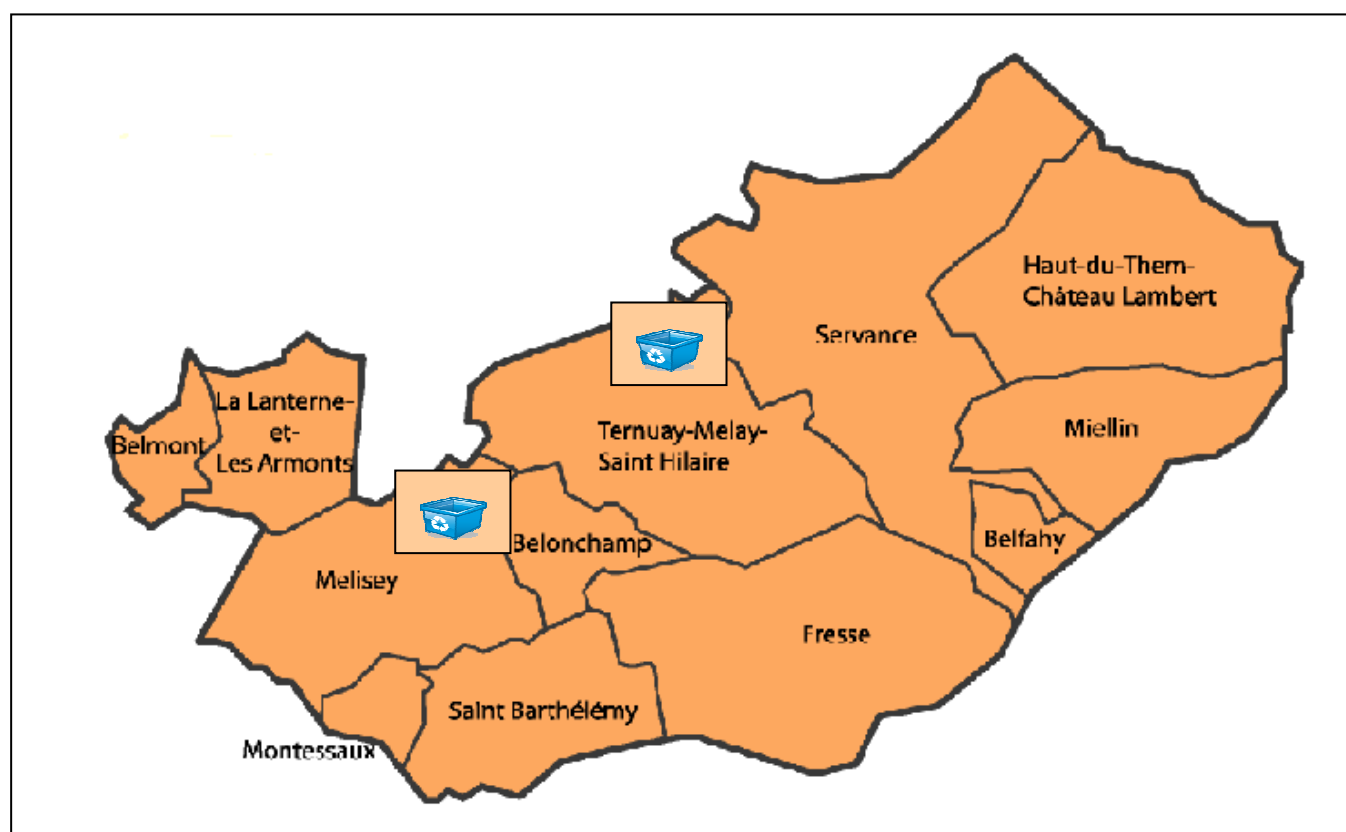 Haut-du-Them-
Château Lambert
Servance
La Lanterne-
et-
Les Armonts
Belmont
Ternuay-Melay-
Saint Hilaire
Miellin
Belonchamp
Belfahy
Melisey
Fresse
Saint Barthélémy
Montessaux